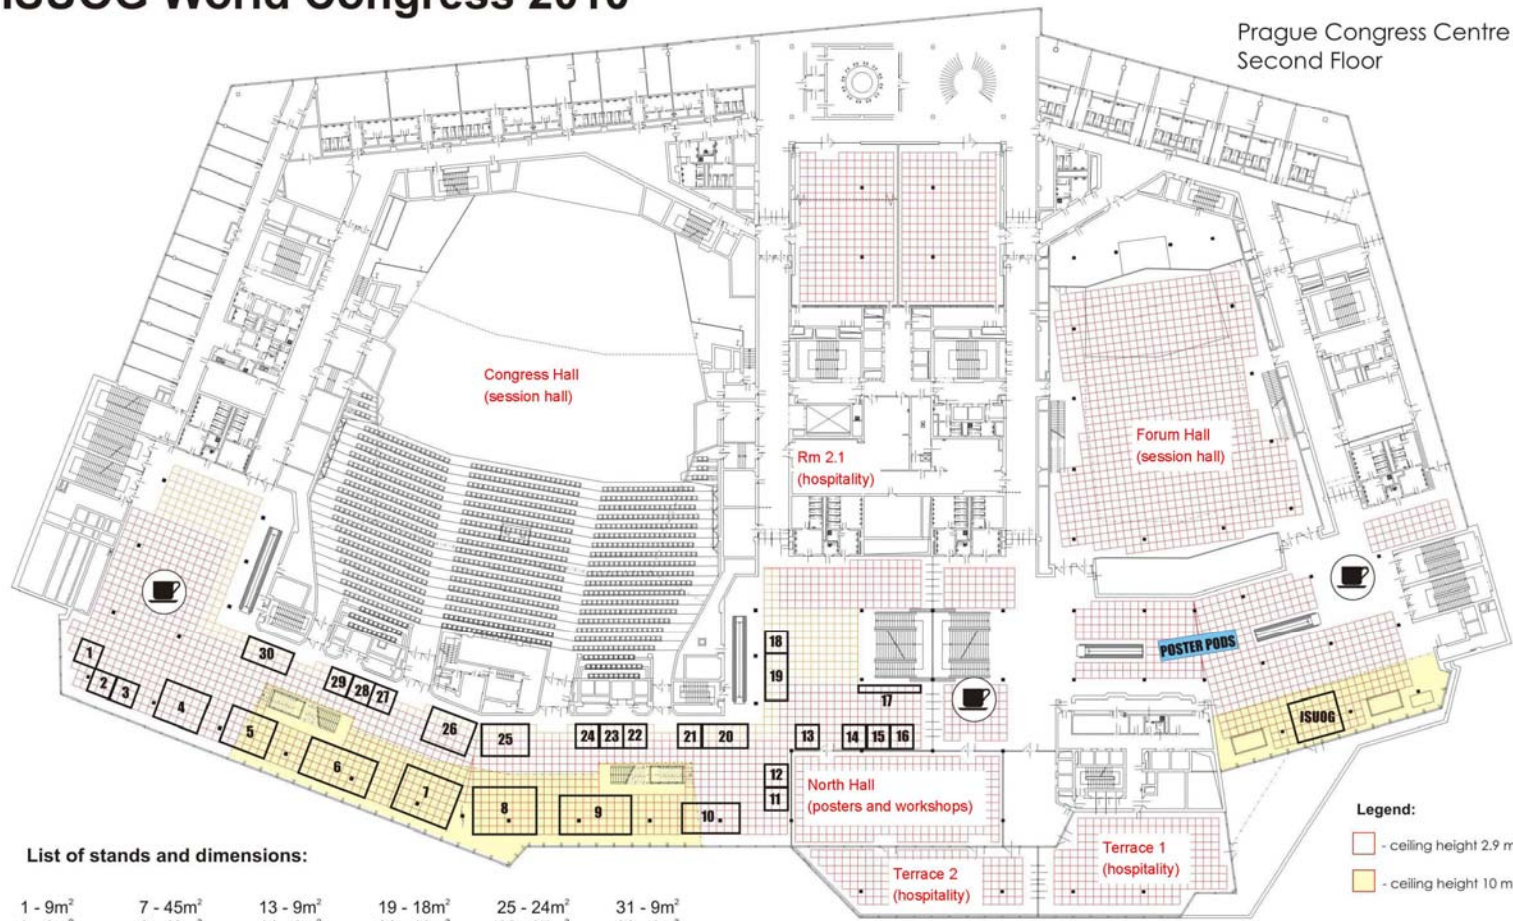 ISUOG World Congress 2010
Prague Congress Centre
Second Floor
Congress Hall
(session hall)
Rm 2.1
(hospitality)
Forum Hall
(session hall)
POSTER PODS
ISUOG
1
2
3
4
5
6
7
8
9
10
11
12
13
14
15
16
17
18
19
20
21
22
23
24
25
26
27
28
29
30
North Hall
(posters and workshops)
Terrace 2
(hospitality)
Terrace 1
(hospitality)
Legend:
- ceiling height 2.9 m
- ceiling height 10 m
List of stands and dimensions:
1 - 9m² 7 - 45m² 13 - 9m² 19 - 18m² 25 - 24m² 31 - 9m²